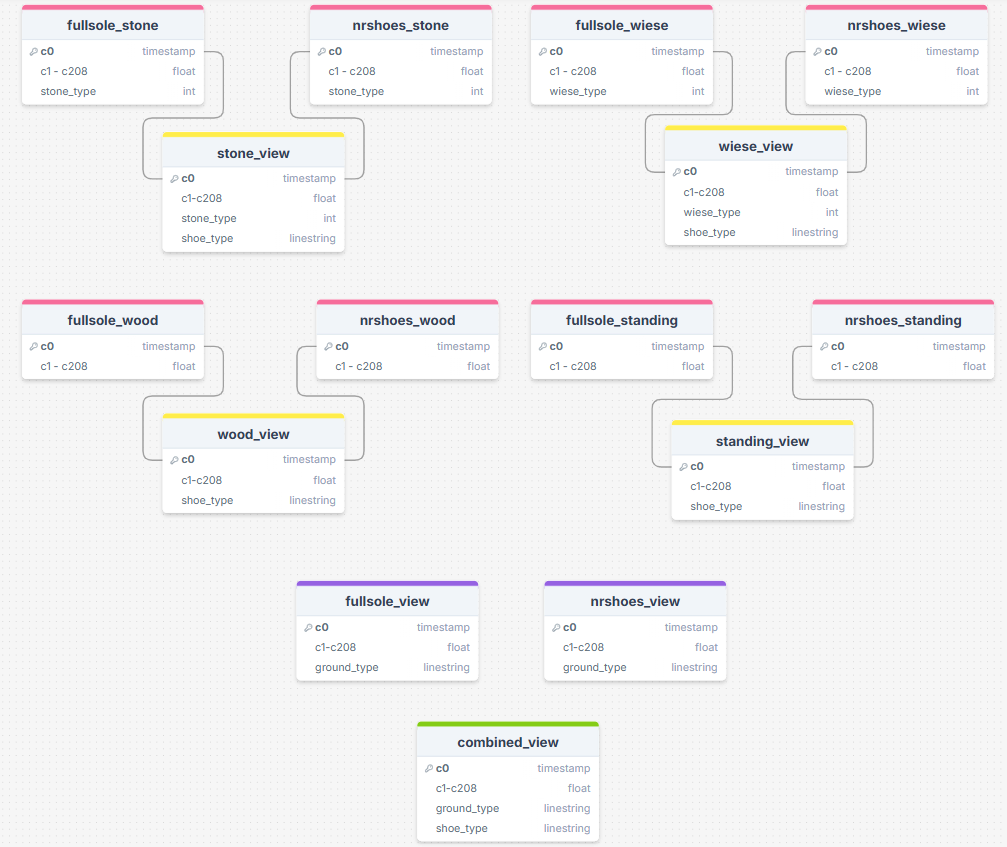 fullsole_stone
c0 timestamp
c1 - c208 float
stone_type int
nrshoes_stone
c0 timestamp
c1 - c208 float
stone_type int
fullsole_wiese
c0 timestamp
c1 - c208 float
wiese_type int
nrshoes_wiese
c0 timestamp
c1 - c208 float
wiese_type int
stone_view
c0 timestamp
c1-c208 float
stone_type int
shoe_type linestring
wiese_view
c0 timestamp
c1-c208 float
wiese_type int
shoe_type linestring
fullsole_wood
c0 timestamp
c1 - c208 float
nrshoes_wood
c0 timestamp
c1 - c208 float
fullsole_standing
c0 timestamp
c1 - c208 float
nrshoes_standing
c0 timestamp
c1 - c208 float
wood_view
c0 timestamp
c1-c208 float
shoe_type linestring
standing_view
c0 timestamp
c1-c208 float
shoe_type linestring
fullsole_view
c0 timestamp
c1-c208 float
ground_type linestring
nrshoes_view
c0 timestamp
c1-c208 float
ground_type linestring
combined_view
c0 timestamp
c1-c208 float
ground_type linestring
shoe_type linestring